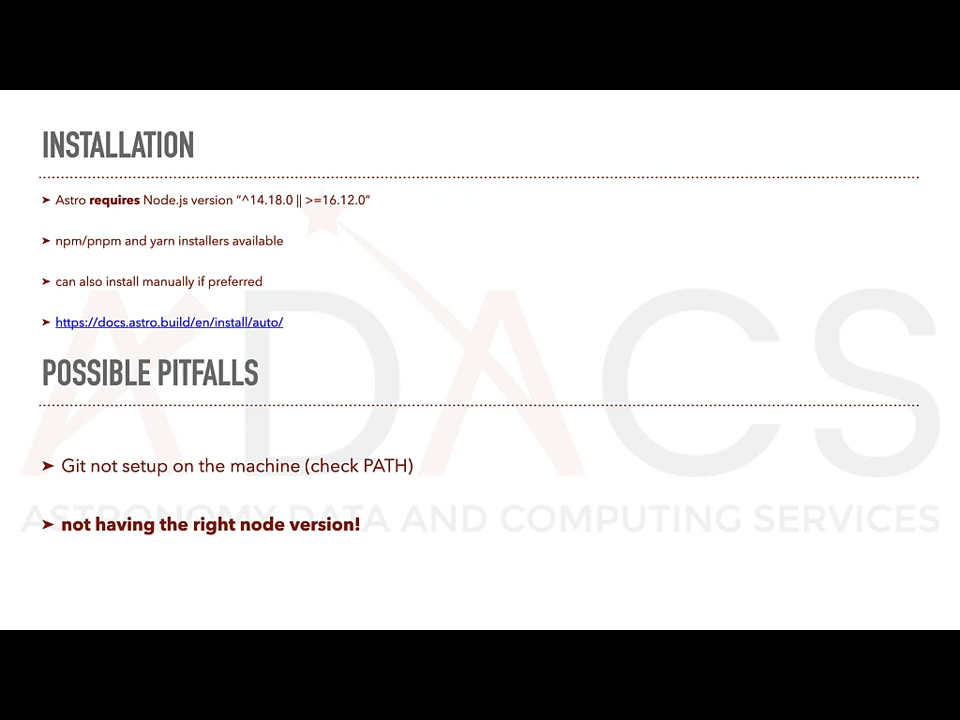 INSTALLATION
➤ Astro requires Node.js version "^14.18.0 || >=16.12.0"
➤ npm/pnpm and yarn installers available
➤ can also install manually if preferred
➤ https://docs.astro.build/en/install/auto/
POSSIBLE PITFALLS
➤ Git not setup on the machine (check PATH)
➤ not having the right node version!
ADACS
ASTRONOMY DATA AND COMPUTING SERVICES